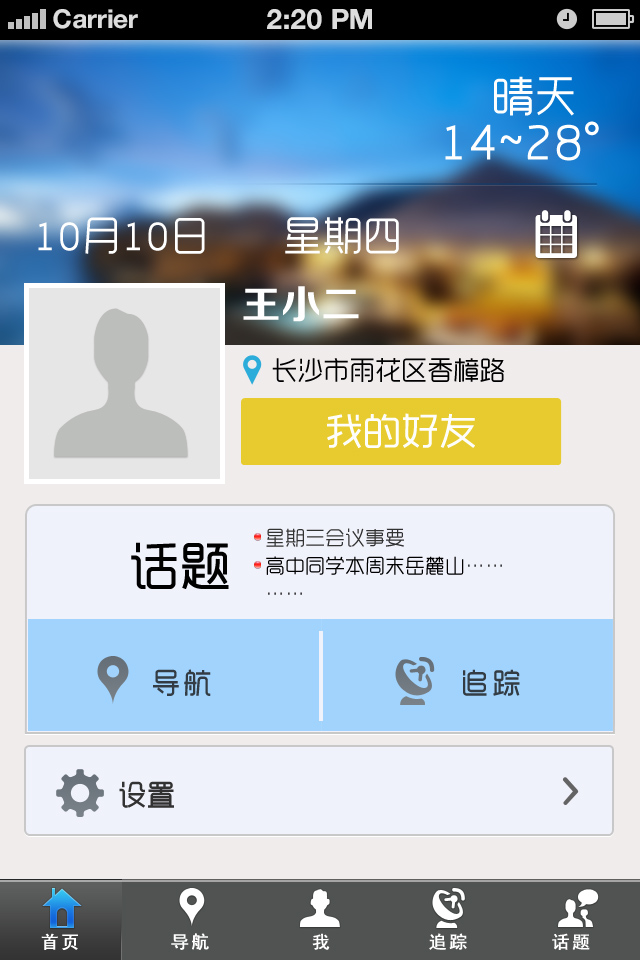 Carrier 2:20 PM
晴天
14~28°
10月10日 星期四
王小二
长沙市雨花区香樟路
我的好友
话题
星期三会议事要
高中同学本周末岳麓山……
……
导航 追踪
设置
首页 导航 我 追踪 话题